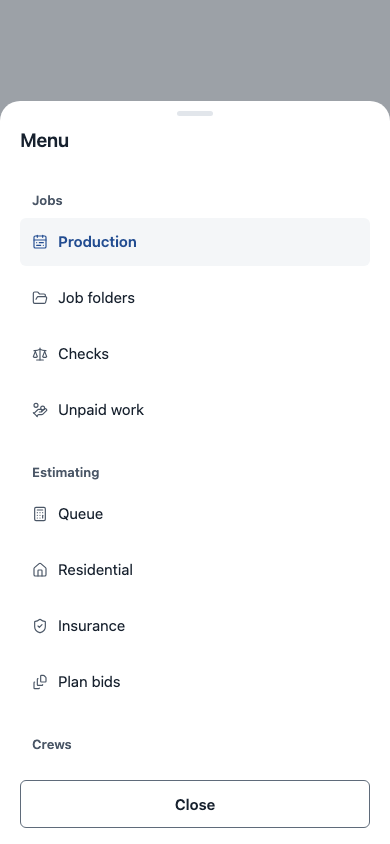 Menu
Jobs
Production
Job folders
Checks
Unpaid work
Estimating
Queue
Residential
Insurance
Plan bids
Crews
Close